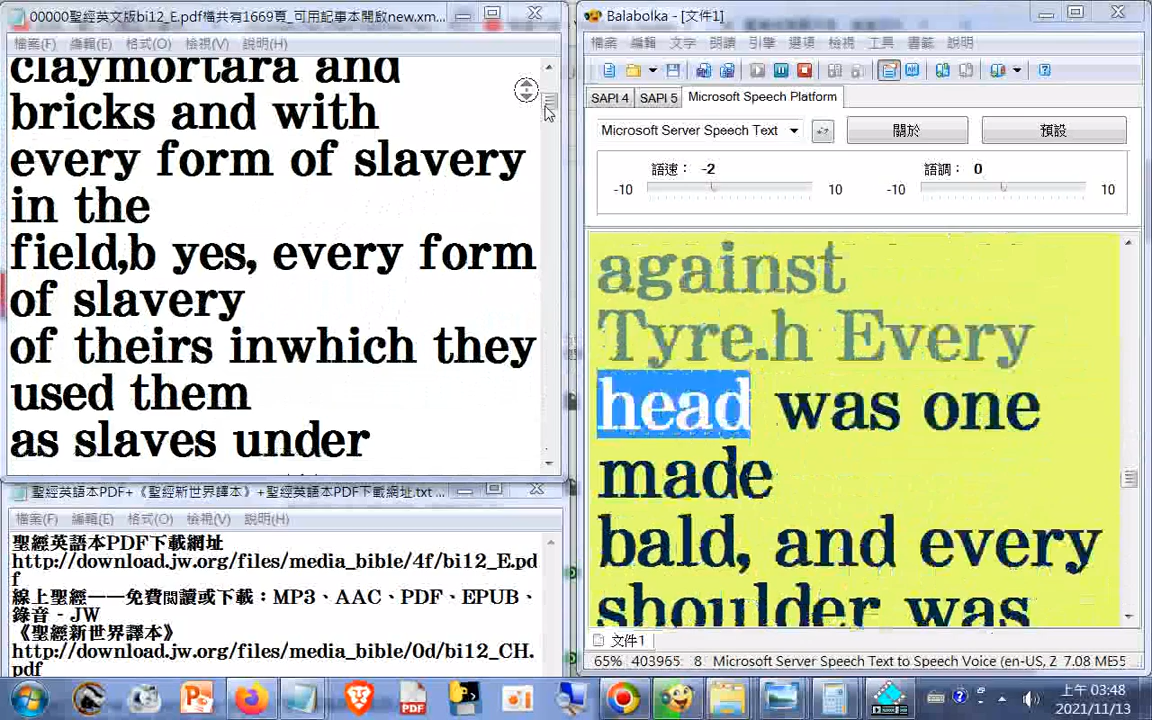 00000聖經英文版bi12_E.pdf檔共有1669頁_可用記事本開啟new.xm...
檔案(F) 編輯(E) 格式(O) 檢視(V) 說明(H)
claymortara and
bricks and with
every form of slavery
in the
field,b yes, every form
of slavery
of theirs inwhich they
used them
as slaves under
聖經英語本PDF+《聖經新世界譯本》+聖經英語本PDF下載網址.txt ...
檔案(F) 編輯(E) 格式(O) 檢視(V) 說明(H)
聖經英語本PDF下載網址
http://download.jw.org/files/media_bible/4f/bi12_E.pd
f
線上聖經——免費閱讀或下載：MP3、AAC、PDF、EPUB、
錄音 - JW
《聖經新世界譯本》
http://download.jw.org/files/media_bible/0d/bi12_CH.
pdf
Balabolka - [文件1]
檔案 編輯 文字 朗讀 引擎 選項 檢視 工具 書籤 說明
SAPI 4 SAPI 5 Microsoft Speech Platform
Microsoft Server Speech Text 關於 預設
語速： -2 語調： 0
-10 10 -10 10
against
Tyre.h Every
head was one
made
bald, and every
shoulder was
文件1
65% 403965: 8 Microsoft Server Speech Text to Speech Voice (en-US, Z 7.08 ME55
上午 03:48
2021/11/13